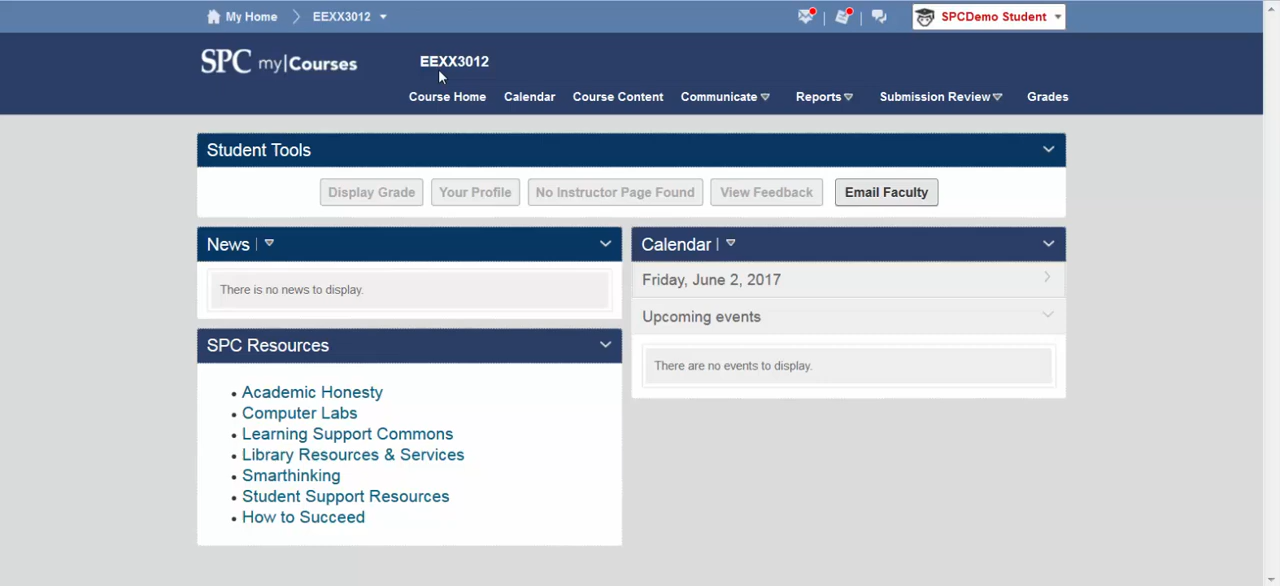 My Home EEXX3012 SPCDemo Student
SPC my|Courses EEXX3012
Course Home Calendar Course Content Communicate Reports Submission Review Grades
Student Tools
Display Grade Your Profile No Instructor Page Found View Feedback Email Faculty
News
There is no news to display.
SPC Resources
Academic Honesty
Computer Labs
Learning Support Commons
Library Resources & Services
Smarthinking
Student Support Resources
How to Succeed
Calendar
Friday, June 2, 2017
Upcoming events
There are no events to display.